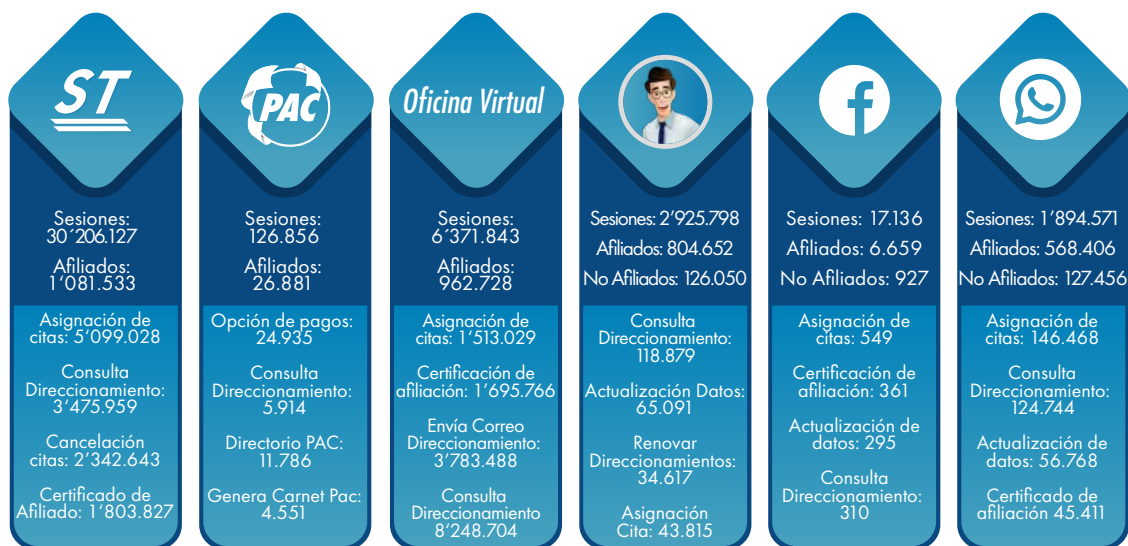 ST
Sesiones:
30´206.127
Afiliados:
1’081.533
Asignación de
citas: 5’099.028
Consulta
Direccionamiento:
3’475.959
Cancelación
citas: 2’342.643
Certificado de
Afiliado: 1’803.827
PAC
Sesiones:
126.856
Afiliados:
26.881
Opción de pagos:
24.935
Consulta
Direccionamiento:
5.914
Directorio PAC:
11.786
Genera Carnet Pac:
4.551
Oficina Virtual
Sesiones:
6´371.843
Afiliados:
962.728
Asignación de
citas: 1’513.029
Certificación de
afiliación: 1’695.766
Envía Correo
Direccionamiento:
3’783.488
Consulta
Direccionamiento
8’248.704
Sesiones: 2’925.798
Afiliados: 804.652
No Afiliados: 126.050
Consulta
Direccionamiento:
118.879
Actualización Datos:
65.091
Renovar
Direccionamientos:
34.617
Asignación
Cita: 43.815
f
Sesiones: 17.136
Afiliados: 6.659
No Afiliados: 927
Asignación de
citas: 549
Certificación de
afiliación: 361
Actualización de
datos: 295
Consulta
Direccionamiento:
310
Sesiones: 1’894.571
Afiliados: 568.406
No Afiliados: 127.456
Asignación de
citas: 146.468
Consulta
Direccionamiento:
124.744
Actualización de
datos: 56.768
Certificado de
afiliación 45.411